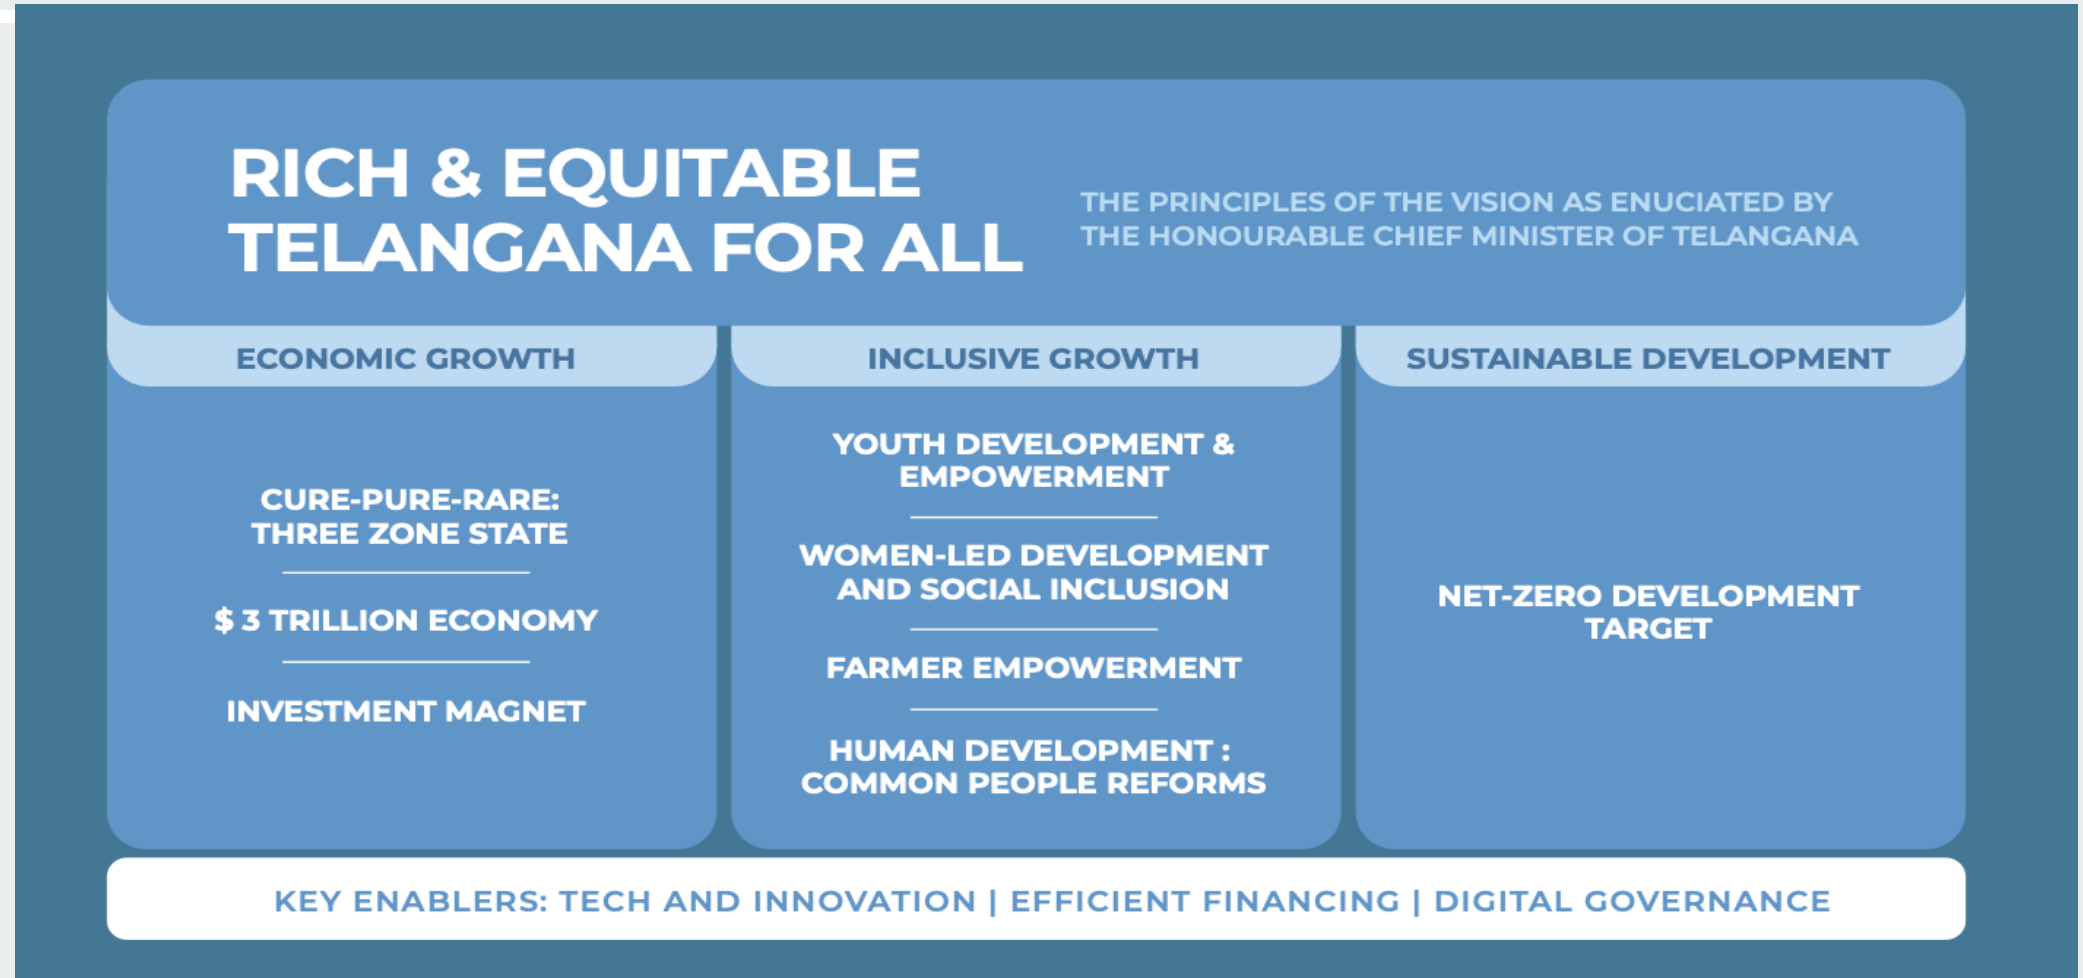 RICH & EQUITABLE
TELANGANA FOR ALL
THE PRINCIPLES OF THE VISION AS ENUCIATED BY
THE HONOURABLE CHIEF MINISTER OF TELANGANA
ECONOMIC GROWTH
CURE-PURE-RARE:
THREE ZONE STATE
$ 3 TRILLION ECONOMY
INVESTMENT MAGNET
INCLUSIVE GROWTH
YOUTH DEVELOPMENT &
EMPOWERMENT
WOMEN-LED DEVELOPMENT
AND SOCIAL INCLUSION
FARMER EMPOWERMENT
HUMAN DEVELOPMENT :
COMMON PEOPLE REFORMS
SUSTAINABLE DEVELOPMENT
NET-ZERO DEVELOPMENT
TARGET
KEY ENABLERS: TECH AND INNOVATION | EFFICIENT FINANCING | DIGITAL GOVERNANCE